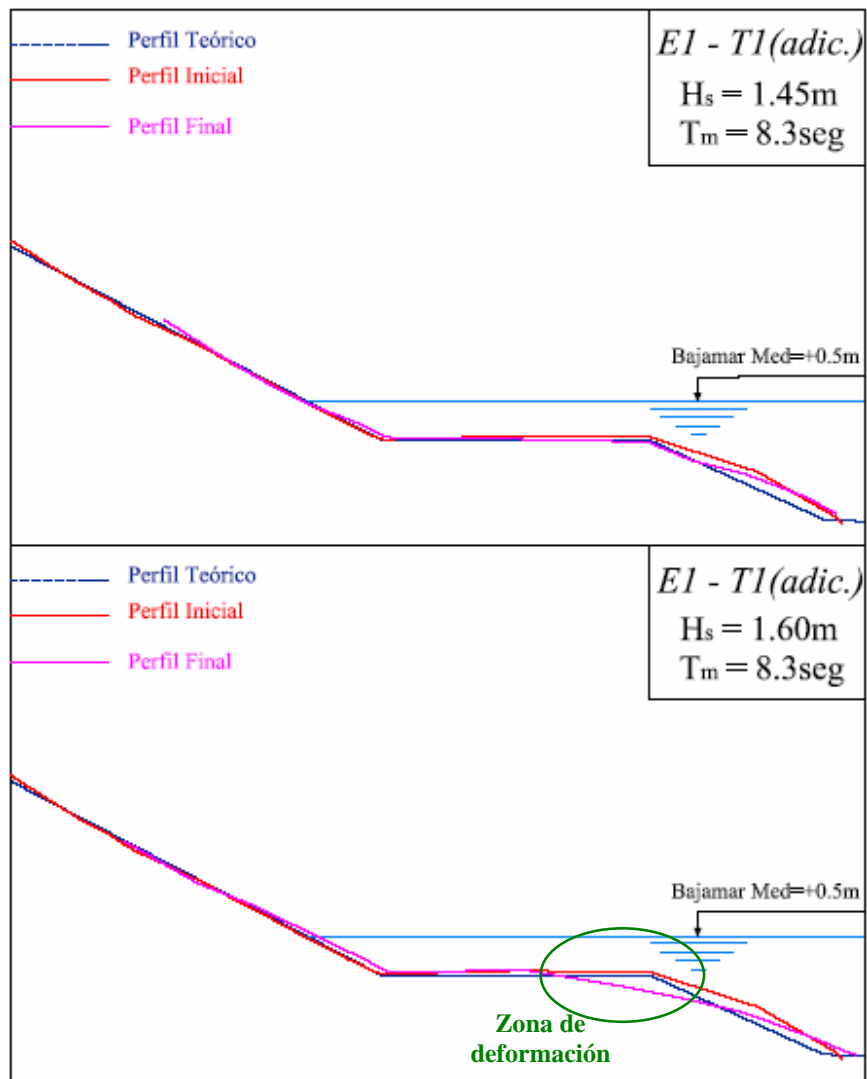 Perfil Teórico
Perfil Inicial
Perfil Final
E1 - T1(adic.)
Hs = 1.45m
Tm = 8.3seg
Bajamar Med=+0.5m
Perfil Teórico
Perfil Inicial
Perfil Final
E1 - T1(adic.)
Hs = 1.60m
Tm = 8.3seg
Bajamar Med=+0.5m
Zona de
deformación